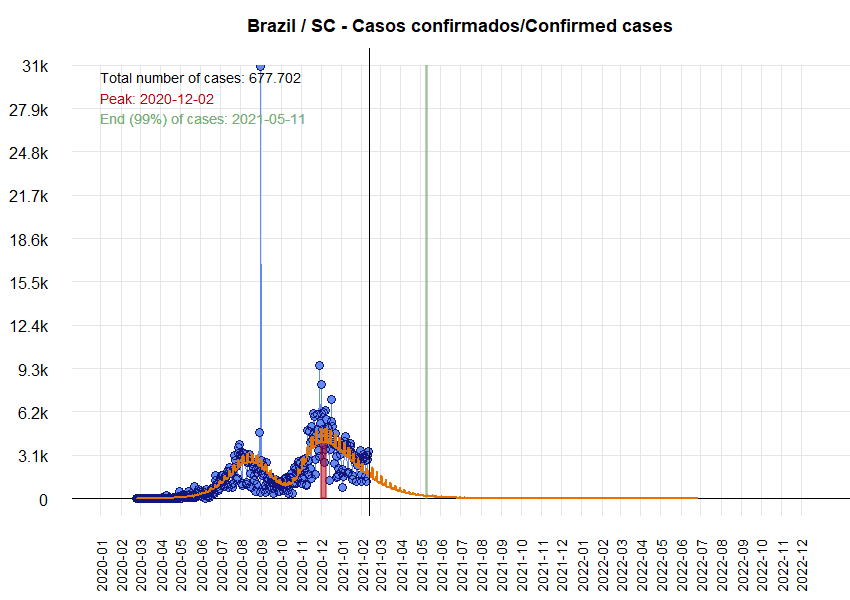 Brazil / SC - Casos confirmados/Confirmed cases
31k
Total number of cases: 677.702
Peak: 2020-12-02
End (99%) of cases: 2021-05-11
27.9k
24.8k
21.7k
18.6k
15.5k
12.4k
9.3k
6.2k
3.1k
0
2020-01
2020-02
2020-03
2020-04
2020-05
2020-06
2020-07
2020-08
2020-09
2020-10
2020-11
2020-12
2021-01
2021-02
2021-03
2021-04
2021-05
2021-06
2021-07
2021-08
2021-09
2021-10
2021-11
2021-12
2022-01
2022-02
2022-03
2022-04
2022-05
2022-06
2022-07
2022-08
2022-09
2022-10
2022-11
2022-12